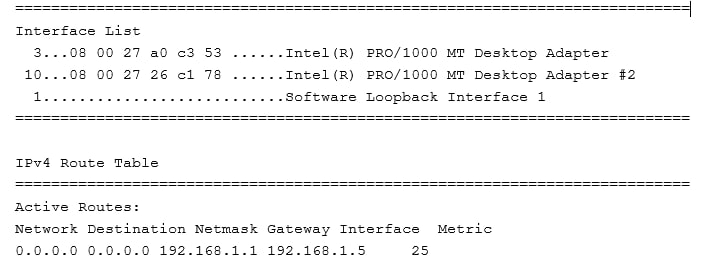 ===========================================================================
Interface List
  3...08 00 27 a0 c3 53 ......Intel(R) PRO/1000 MT Desktop Adapter
 10...08 00 27 26 c1 78 ......Intel(R) PRO/1000 MT Desktop Adapter #2
  1...........................Software Loopback Interface 1
===========================================================================

IPv4 Route Table
===========================================================================
Active Routes:
Network Destination Netmask Gateway Interface  Metric
0.0.0.0 0.0.0.0 192.168.1.1 192.168.1.5     25